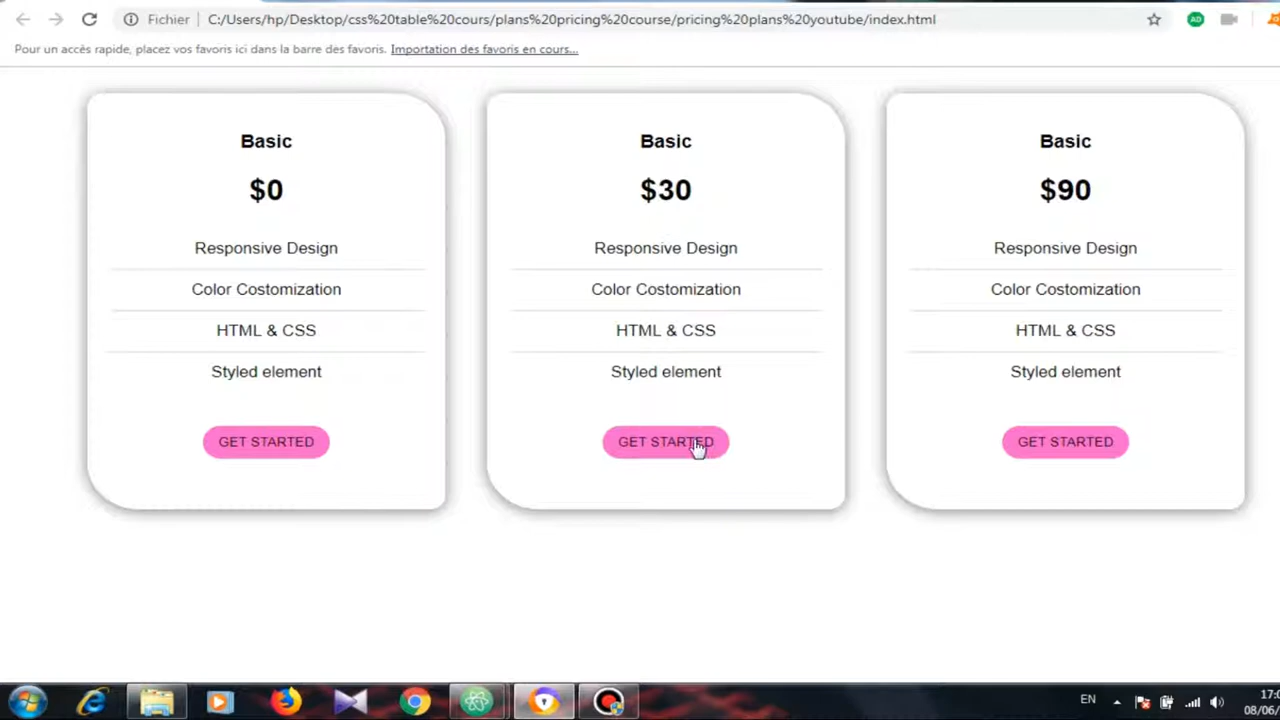 Fichier C:/Users/hp/Desktop/css%20table%20cours/plans%20pricing%20course/pricing%20plans%20youtube/index.html
AD
Pour un accès rapide, placez vos favoris ici dans la barre des favoris. Importation des favoris en cours...
Basic
$0
Responsive Design
Color Costomization
HTML & CSS
Styled element
GET STARTED
Basic
$30
Responsive Design
Color Costomization
HTML & CSS
Styled element
GET STARTED
Basic
$90
Responsive Design
Color Costomization
HTML & CSS
Styled element
GET STARTED
EN